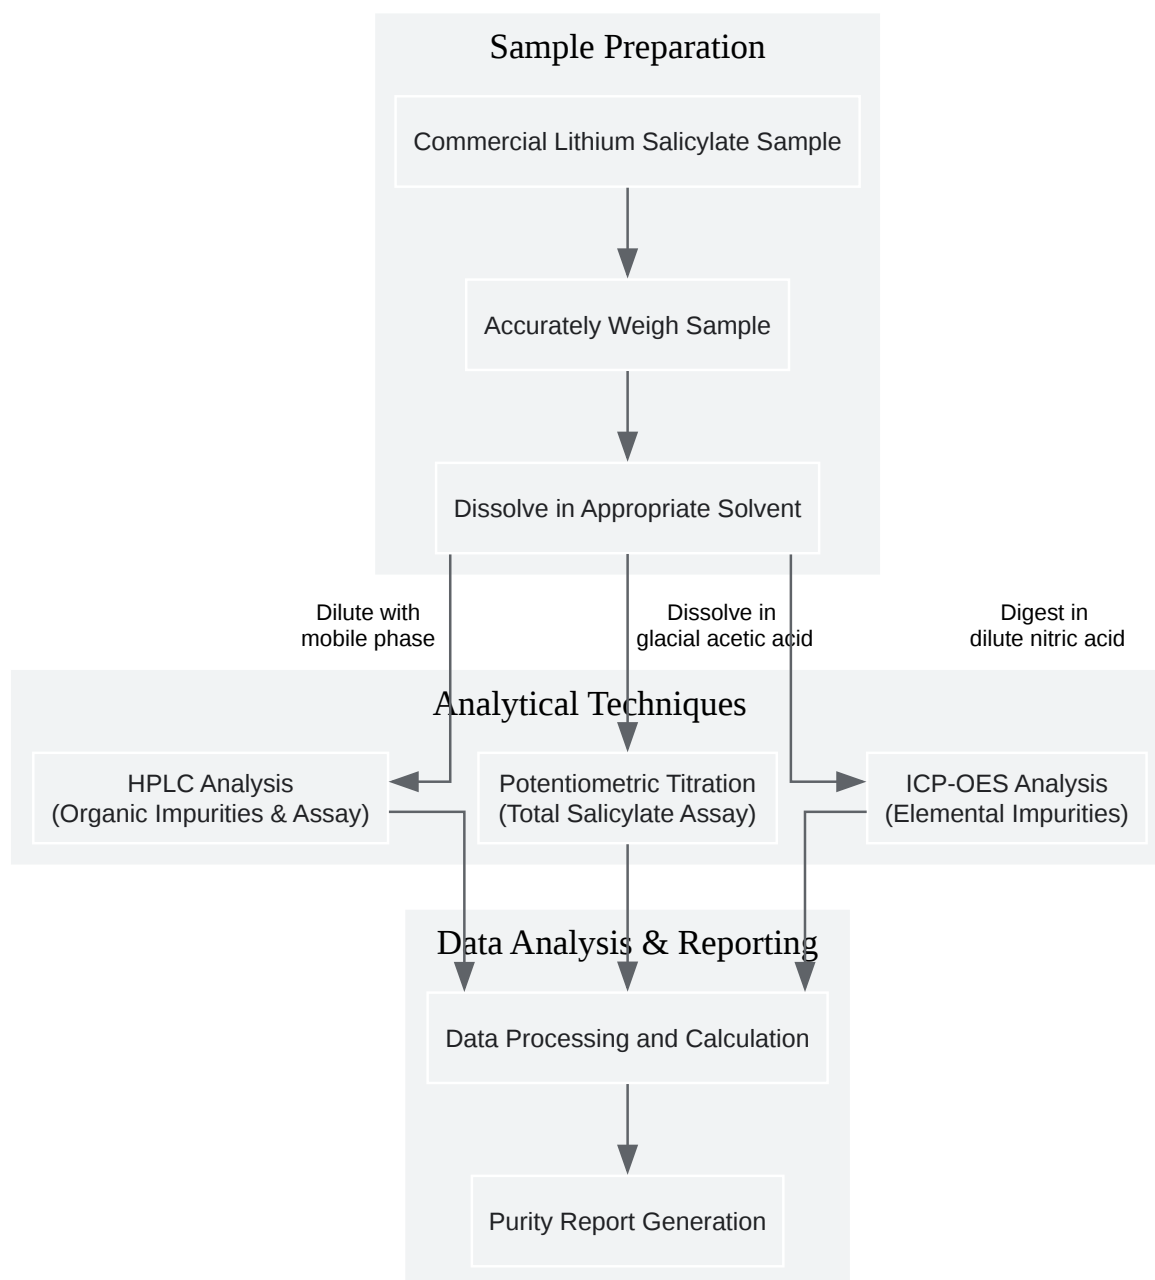 Sample Preparation
Commercial Lithium Salicylate Sample
Accurately Weigh Sample
Dissolve in Appropriate Solvent
Dilute with
mobile phase
Dissolve in
glacial acetic acid
Digest in
dilute nitric acid
Analytical Techniques
HPLC Analysis
(Organic Impurities & Assay)
Potentiometric Titration
(Total Salicylate Assay)
ICP-OES Analysis
(Elemental Impurities)
Data Analysis & Reporting
Data Processing and Calculation
Purity Report Generation